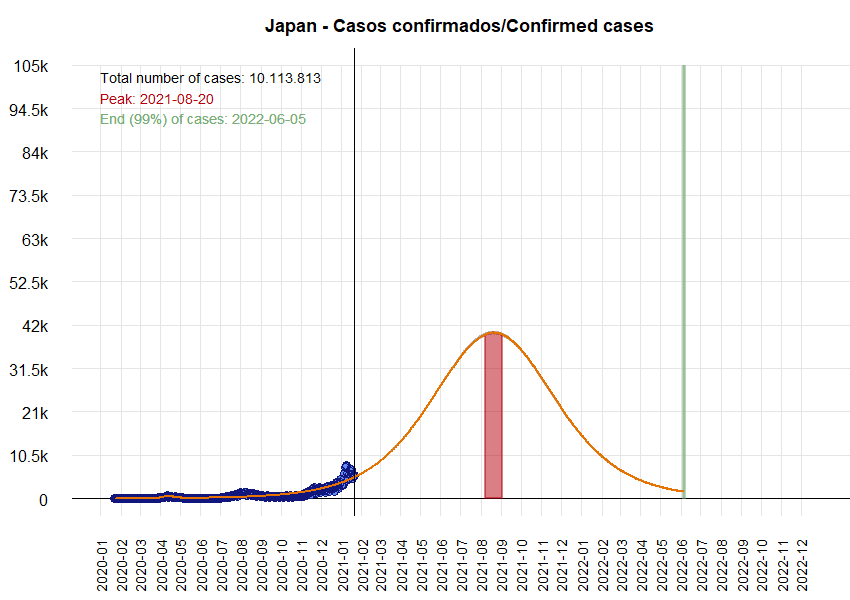 Japan - Casos confirmados/Confirmed cases
105k
94.5k
84k
73.5k
63k
52.5k
42k
31.5k
21k
10.5k
0
Total number of cases: 10.113.813
Peak: 2021-08-20
End (99%) of cases: 2022-06-05
2020-01
2020-02
2020-03
2020-04
2020-05
2020-06
2020-07
2020-08
2020-09
2020-10
2020-11
2020-12
2021-01
2021-02
2021-03
2021-04
2021-05
2021-06
2021-07
2021-08
2021-09
2021-10
2021-11
2021-12
2022-01
2022-02
2022-03
2022-04
2022-05
2022-06
2022-07
2022-08
2022-09
2022-10
2022-11
2022-12